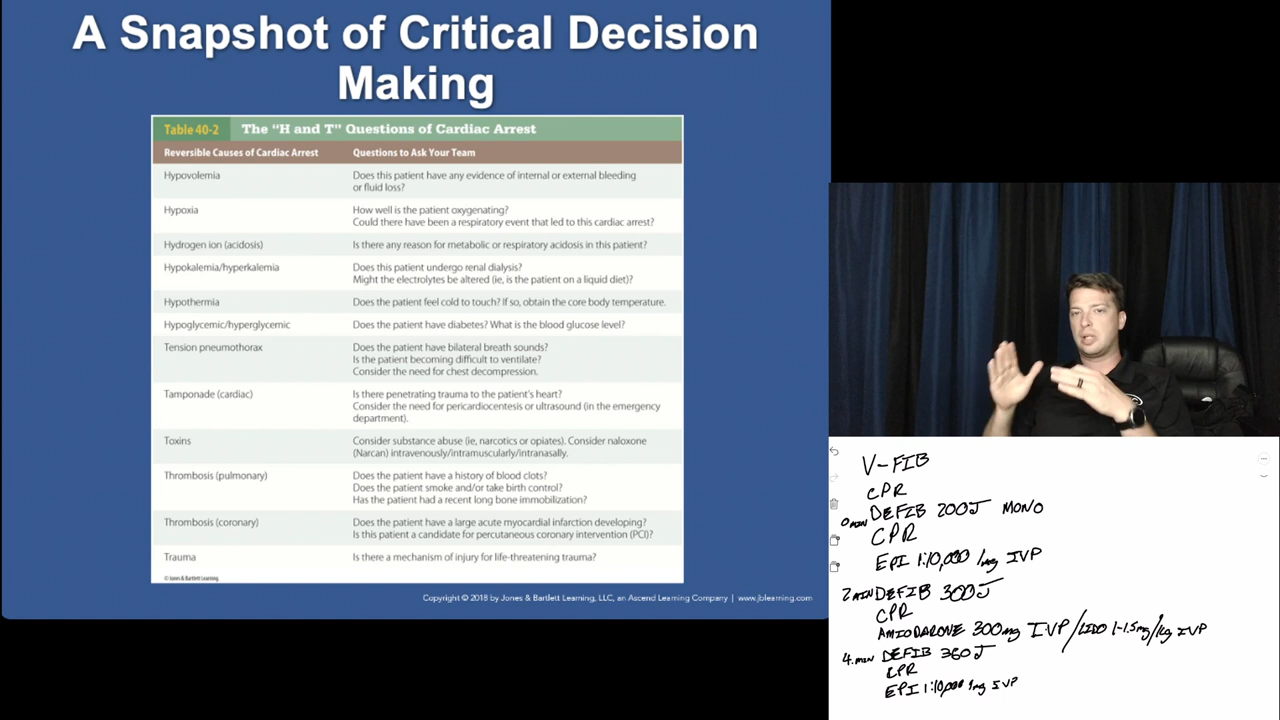 A Snapshot of Critical Decision
Making
Table 40-2 The "H and T" Questions of Cardiac Arrest
Reversible Causes of Cardiac Arrest Questions to Ask Your Team
Hypovolemia Does this patient have any evidence of internal or external bleeding
or fluid loss?
Hypoxia How well is the patient oxygenating?
Could there have been a respiratory event that led to this cardiac arrest?
Hydrogen ion (acidosis) Is there any reason for metabolic or respiratory acidosis in this patient?
Hypokalemia/hyperkalemia Does this patient undergo renal dialysis?
Might the electrolytes be altered (ie, is the patient on a liquid diet)?
Hypothermia Does the patient feel cold to touch? If so, obtain the core body temperature.
Hypoglycemic/hyperglycemic Does the patient have diabetes? What is the blood glucose level?
Tension pneumothorax Does the patient have bilateral breath sounds?
Is the patient becoming difficult to ventilate?
Consider the need for chest decompression.
Tamponade (cardiac) Is there penetrating trauma to the patient's heart?
Consider the need for pericardiocentesis or ultrasound (in the emergency
department).
Toxins Consider substance abuse (ie, narcotics or opiates). Consider naloxone
(Narcan) intravenously/intramuscularly/intranasally.
Thrombosis (pulmonary) Does the patient have a history of blood clots?
Does the patient smoke and/or take birth control?
Has the patient had a recent long bone immobilization?
Thrombosis (coronary) Does the patient have a large acute myocardial infarction developing?
Is this patient a candidate for percutaneous coronary intervention (PCI)?
Trauma Is there a mechanism of injury for life-threatening trauma?
© Jones & Bartlett Learning
Copyright © 2018 by Jones & Bartlett Learning, LLC, an Ascend Learning Company | www.jblearning.com
V-FIB
CPR
0 min DEFIB 200J MONO
CPR
EPI 1:10,000 1mg IVP
2 MIN DEFIB 300J
CPR
AMIODARONE 300mg IVP/LIDO 1-1.5mg/kg IVP
4. MIN DEFIB 360J
CPR
EPI 1:10,000 1mg IVP